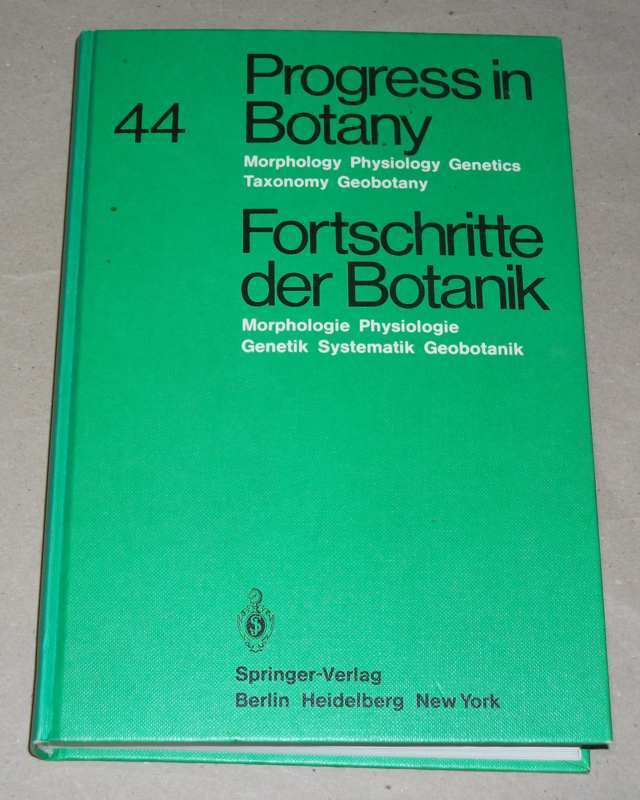 44
Progress in
Botany
Morphology Physiology Genetics
Taxonomy Geobotany
Fortschritte
der Botanik
Morphologie Physiologie
Genetik Systematik Geobotanik
Springer-Verlag
Berlin Heidelberg New York